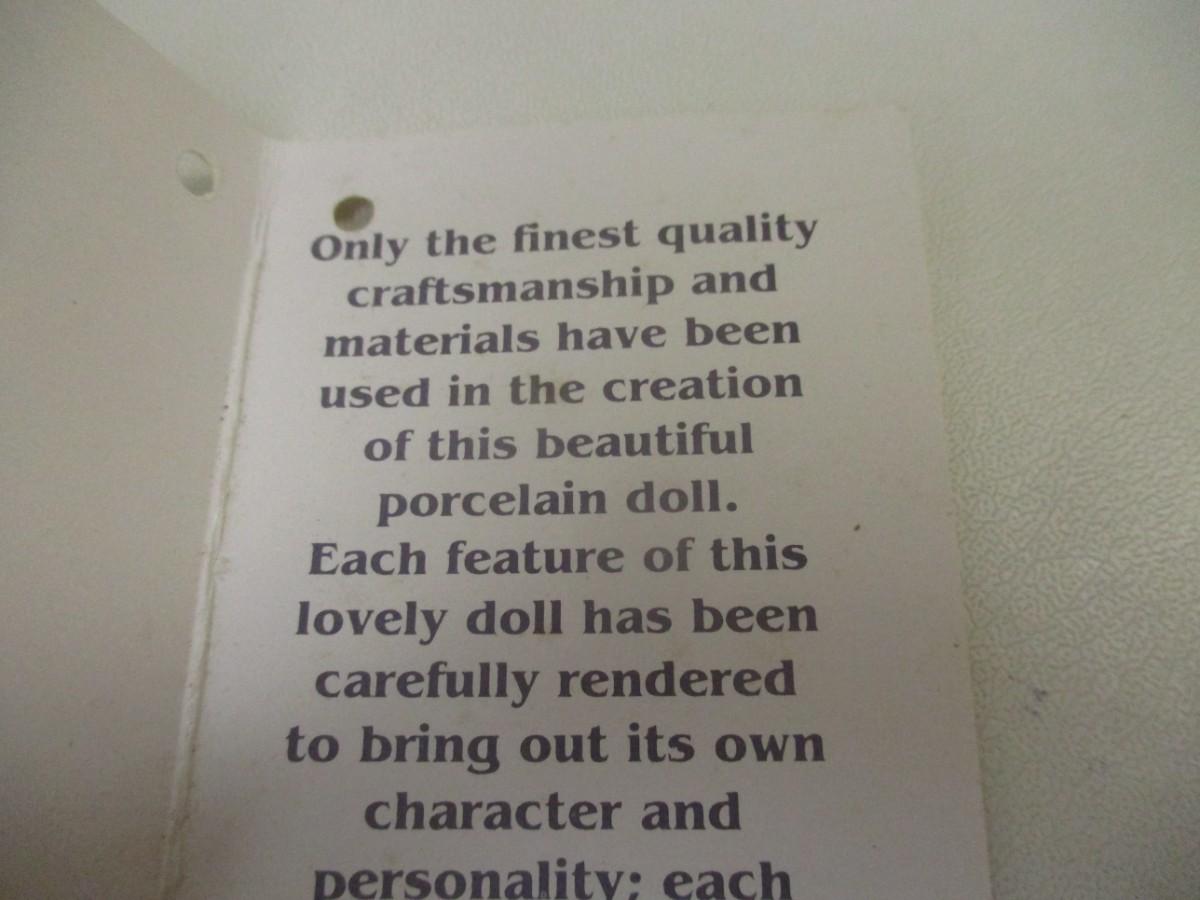 Only the finest quality
craftsmanship and
materials have been
used in the creation
of this beautiful
porcelain doll.
Each feature of this
lovely doll has been
carefully rendered
to bring out its own
character and
personality; each